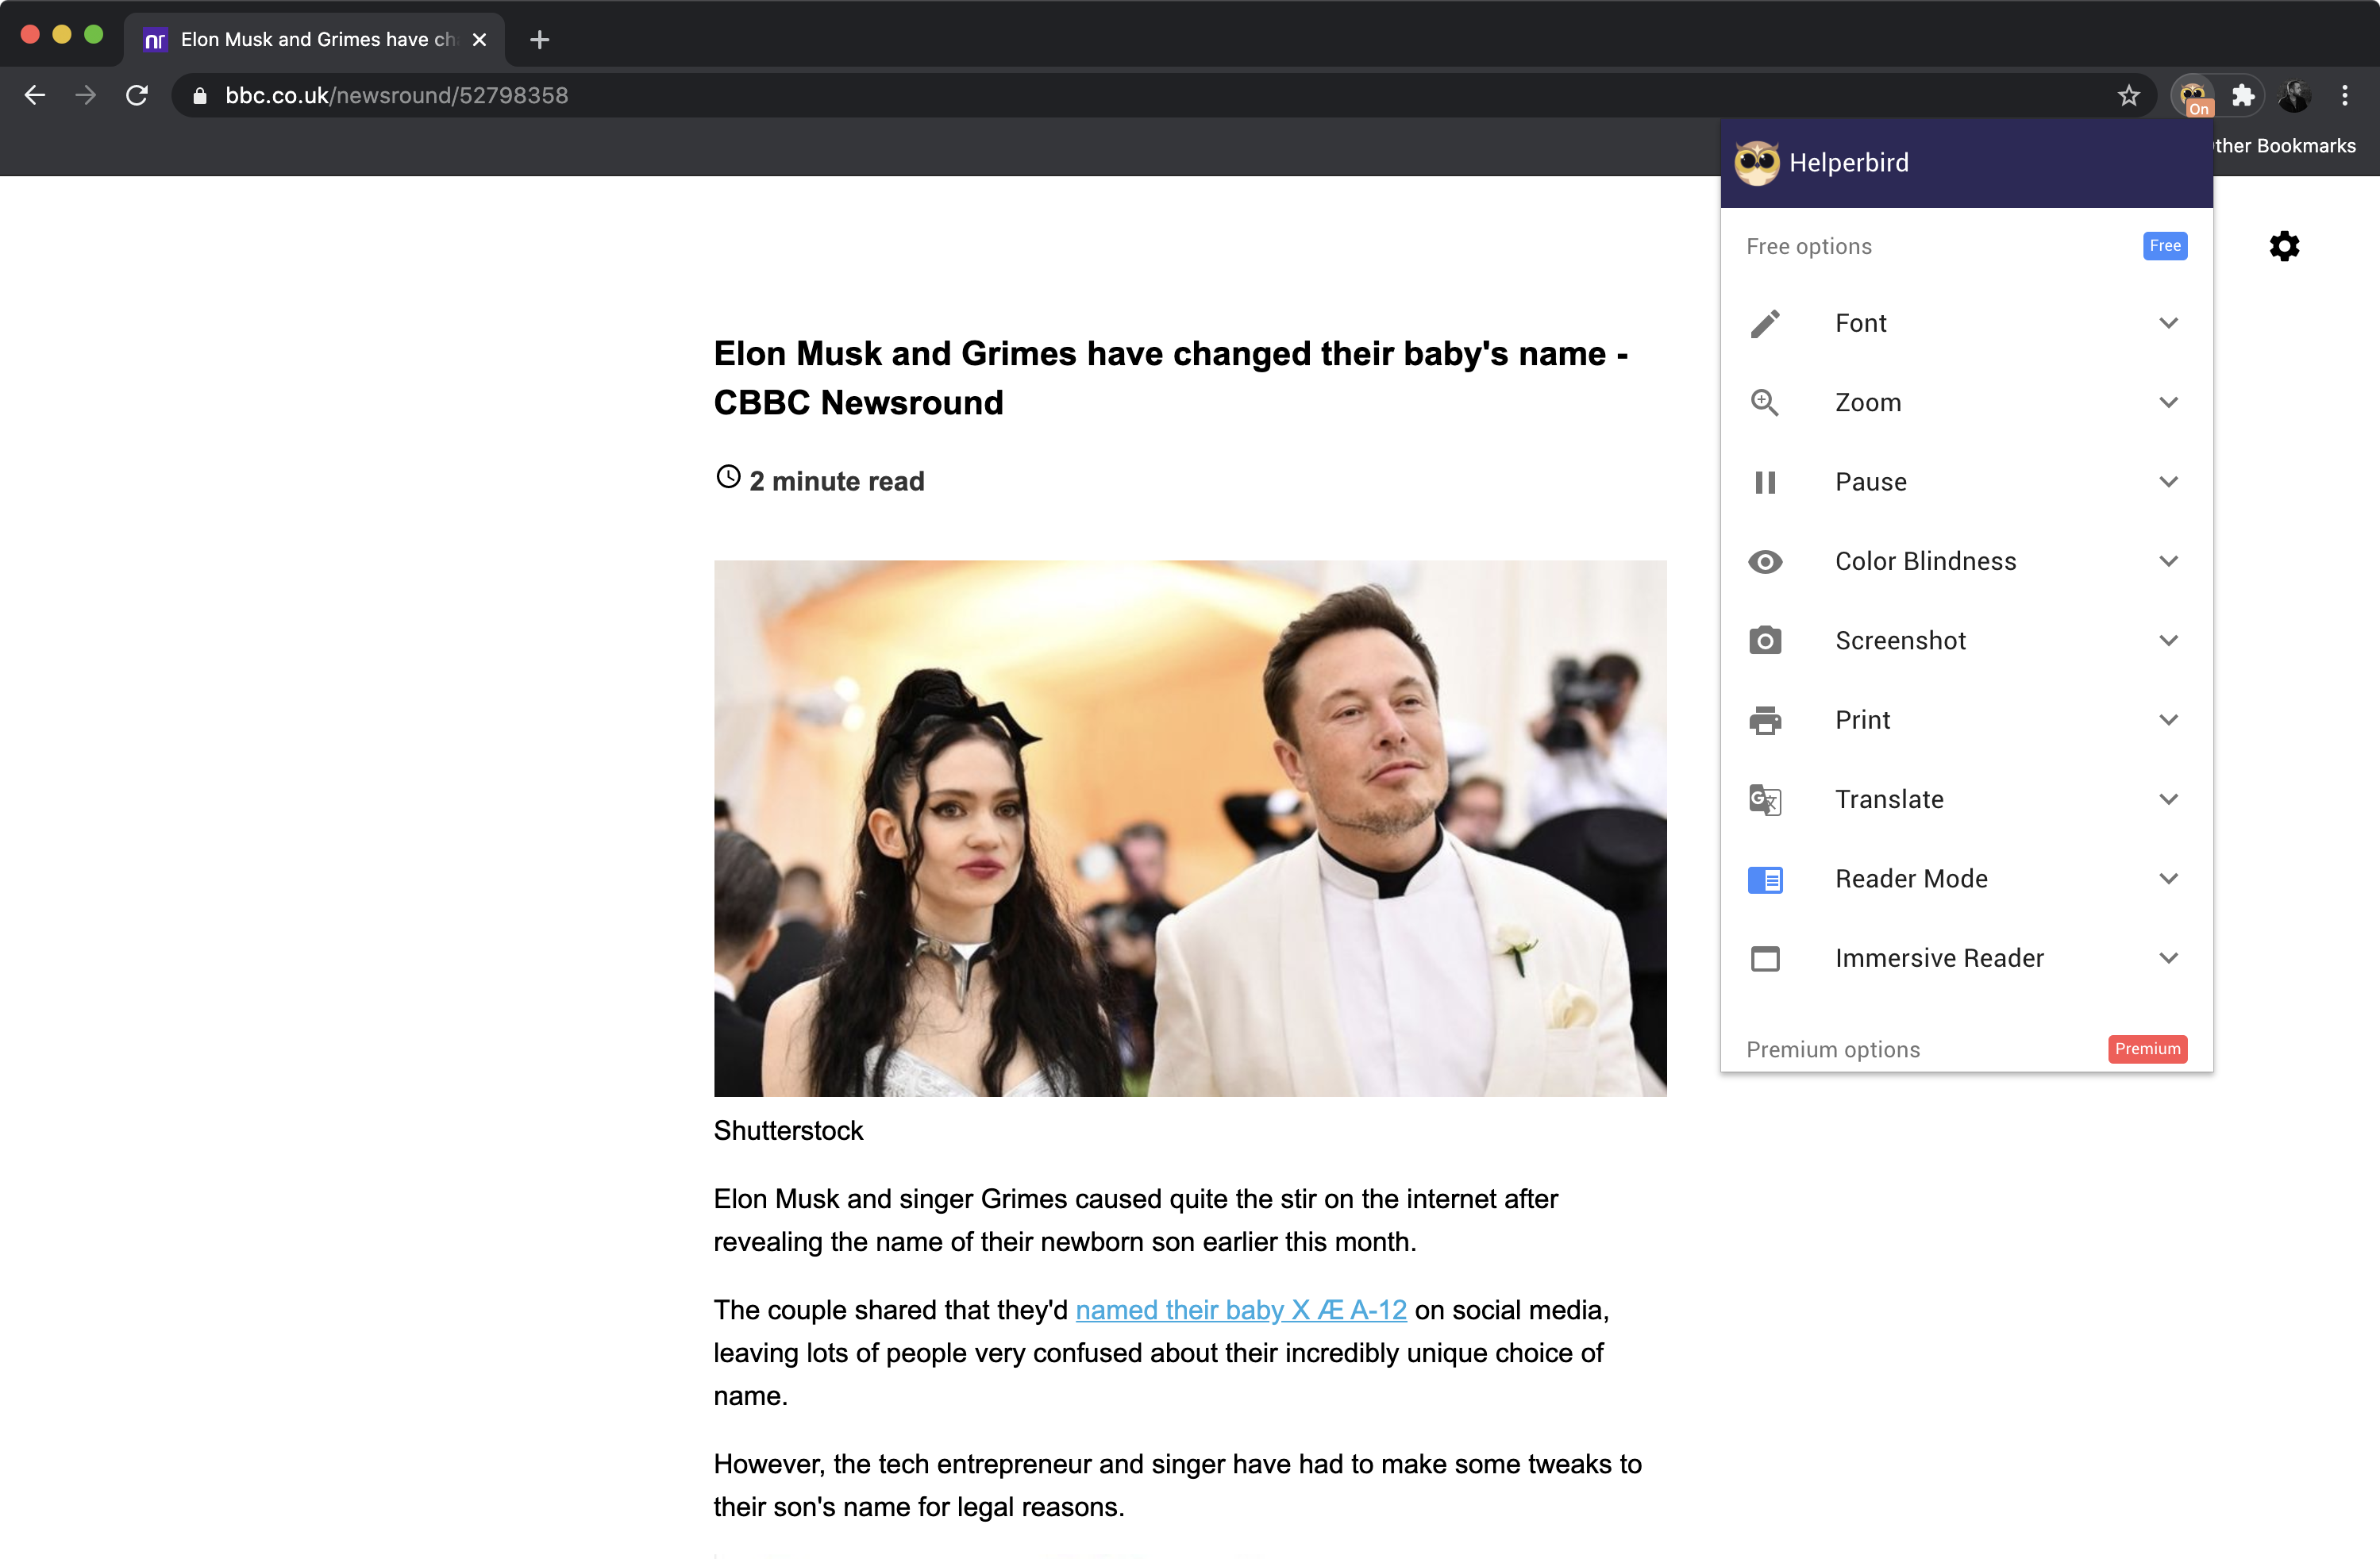 Elon Musk and Grimes have ch
bbc.co.uk/newsround/52798358
On
ther Bookmarks
Helperbird
Free options
Free
Font
Zoom
Pause
Color Blindness
Screenshot
Print
Translate
Reader Mode
Immersive Reader
Premium options
Premium
Elon Musk and Grimes have changed their baby's name -
CBBC Newsround
2 minute read
Shutterstock
Elon Musk and singer Grimes caused quite the stir on the internet after
revealing the name of their newborn son earlier this month.
The couple shared that they'd named their baby X Æ A-12 on social media,
leaving lots of people very confused about their incredibly unique choice of
name.
However, the tech entrepreneur and singer have had to make some tweaks to
their son's name for legal reasons.